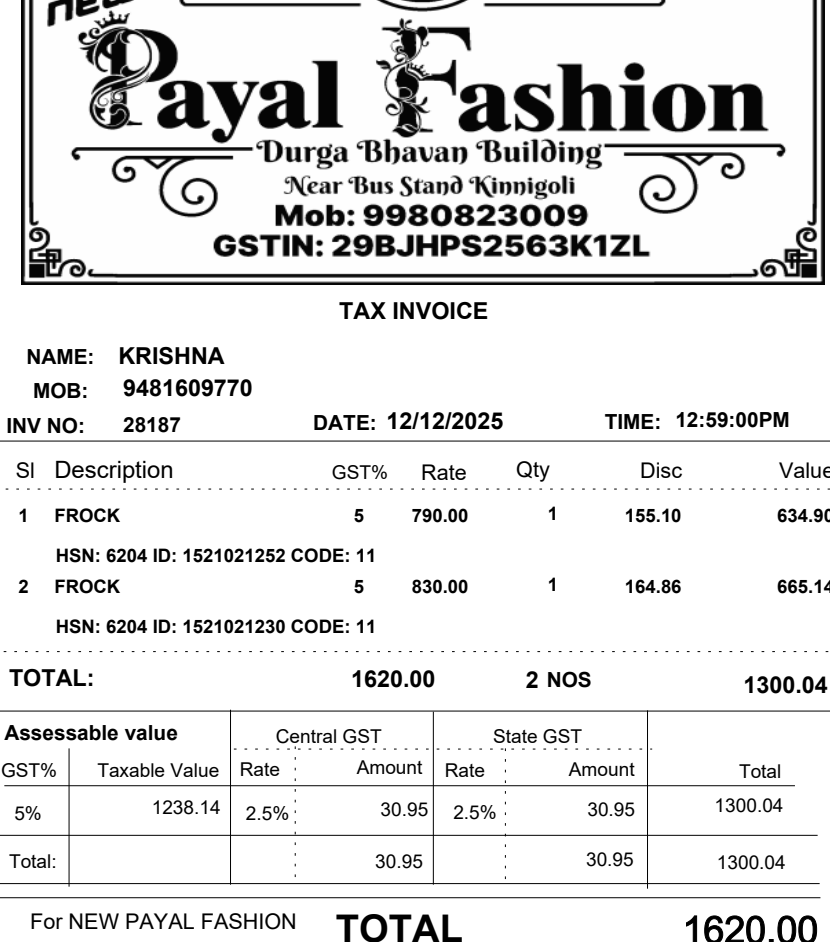 new
Payal Fashion
Durga Bhavan Building
Near Bus Stand Kinnigoli
Mob: 9980823009
GSTIN: 29BJHPS2563K1ZL
TAX INVOICE
NAME: KRISHNA
MOB: 9481609770
INV NO: 28187 DATE: 12/12/2025 TIME: 12:59:00PM
Sl Description GST% Rate Qty Disc Value
1 FROCK 5 790.00 1 155.10 634.90
HSN: 6204 ID: 1521021252 CODE: 11
2 FROCK 5 830.00 1 164.86 665.14
HSN: 6204 ID: 1521021230 CODE: 11
TOTAL: 1620.00 2 NOS 1300.04
Assessable value Central GST State GST
GST% Taxable Value Rate Amount Rate Amount Total
5% 1238.14 2.5% 30.95 2.5% 30.95 1300.04
Total: 30.95 30.95 1300.04
For NEW PAYAL FASHION TOTAL 1620.00